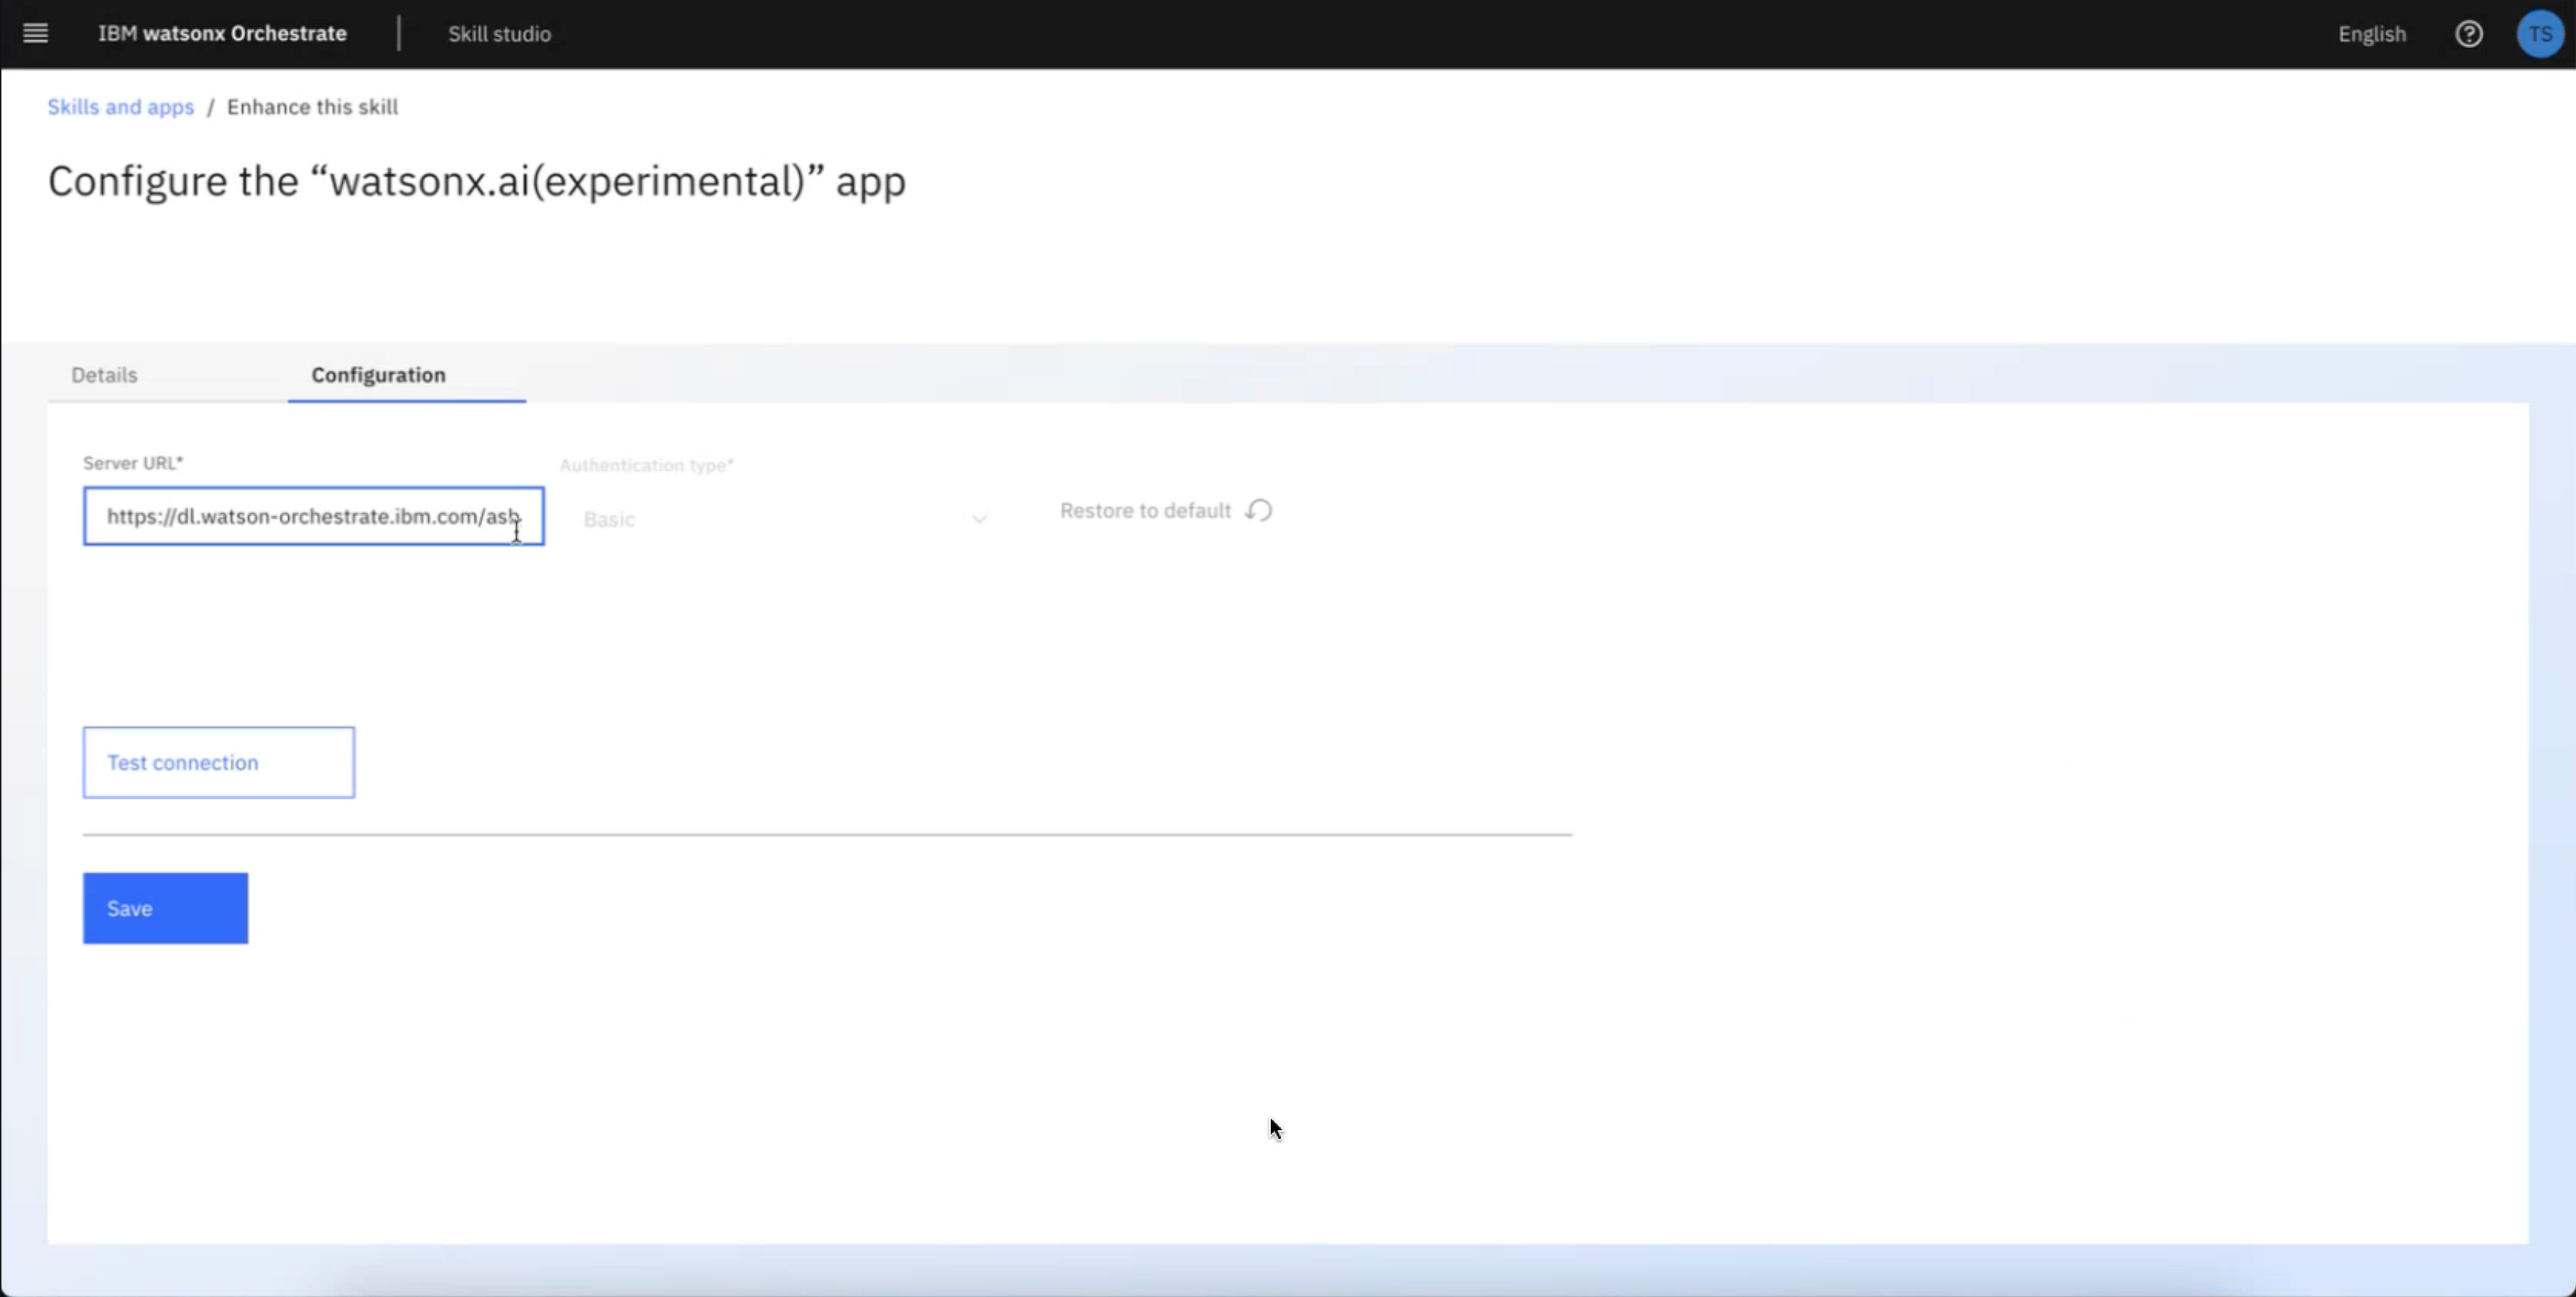 IBM watsonx Orchestrate
Skill studio
English
TS
Skills and apps / Enhance this skill
Configure the “watsonx.ai(experimental)” app
Details
Configuration
Server URL*
Authentication type*
https://dl.watson-orchestrate.ibm.com/asb
Basic
Restore to default
Test connection
Save